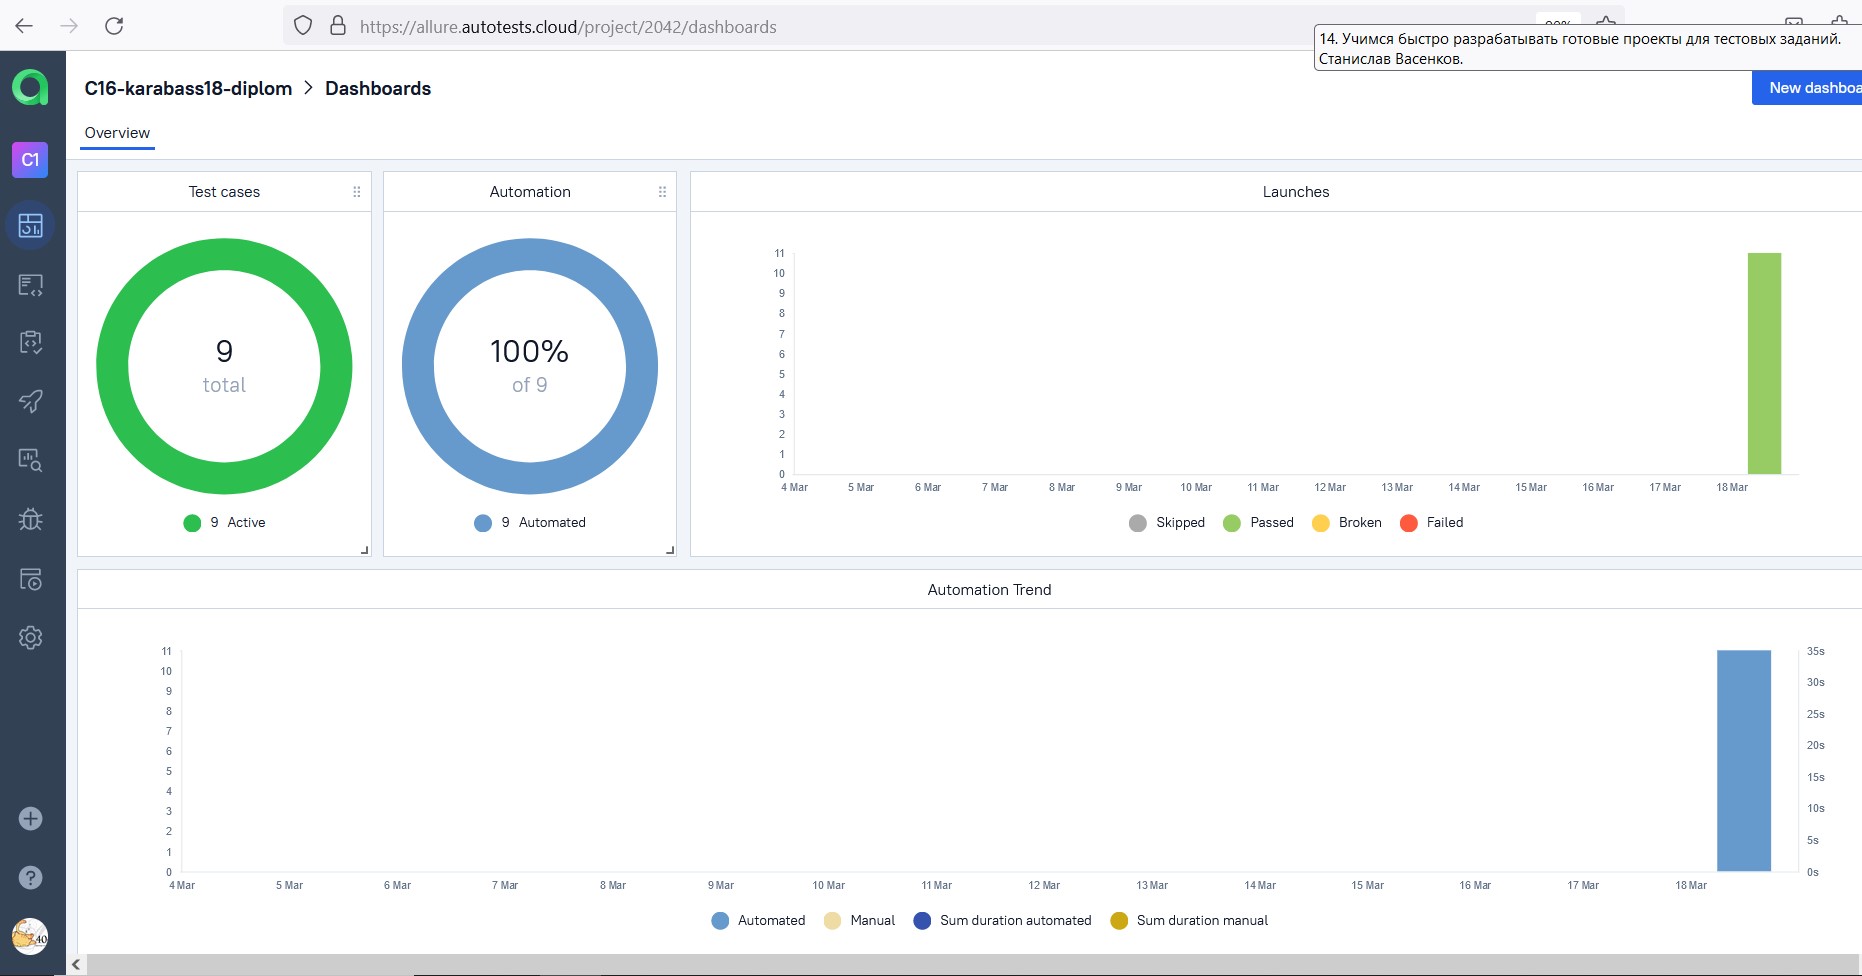 https://allure.autotests.cloud/project/2042/dashboards
14. Учимся быстро разрабатывать готовые проекты для тестовых заданий.
Станислав Васенков.
C16-karabass18-diplom > Dashboards
New dashboa
Overview
C1
Test cases
9
total
9 Active
Automation
100%
of 9
9 Automated
Launches
11
10
9
8
7
6
5
4
3
2
1
0
4 Mar 5 Mar 6 Mar 7 Mar 8 Mar 9 Mar 10 Mar 11 Mar 12 Mar 13 Mar 14 Mar 15 Mar 16 Mar 17 Mar 18 Mar
Skipped Passed Broken Failed
Automation Trend
11
10
9
8
7
6
5
4
3
2
1
0
35s
30s
25s
20s
15s
10s
5s
0s
4 Mar 5 Mar 6 Mar 7 Mar 8 Mar 9 Mar 10 Mar 11 Mar 12 Mar 13 Mar 14 Mar 15 Mar 16 Mar 17 Mar 18 Mar
Automated Manual Sum duration automated Sum duration manual
40